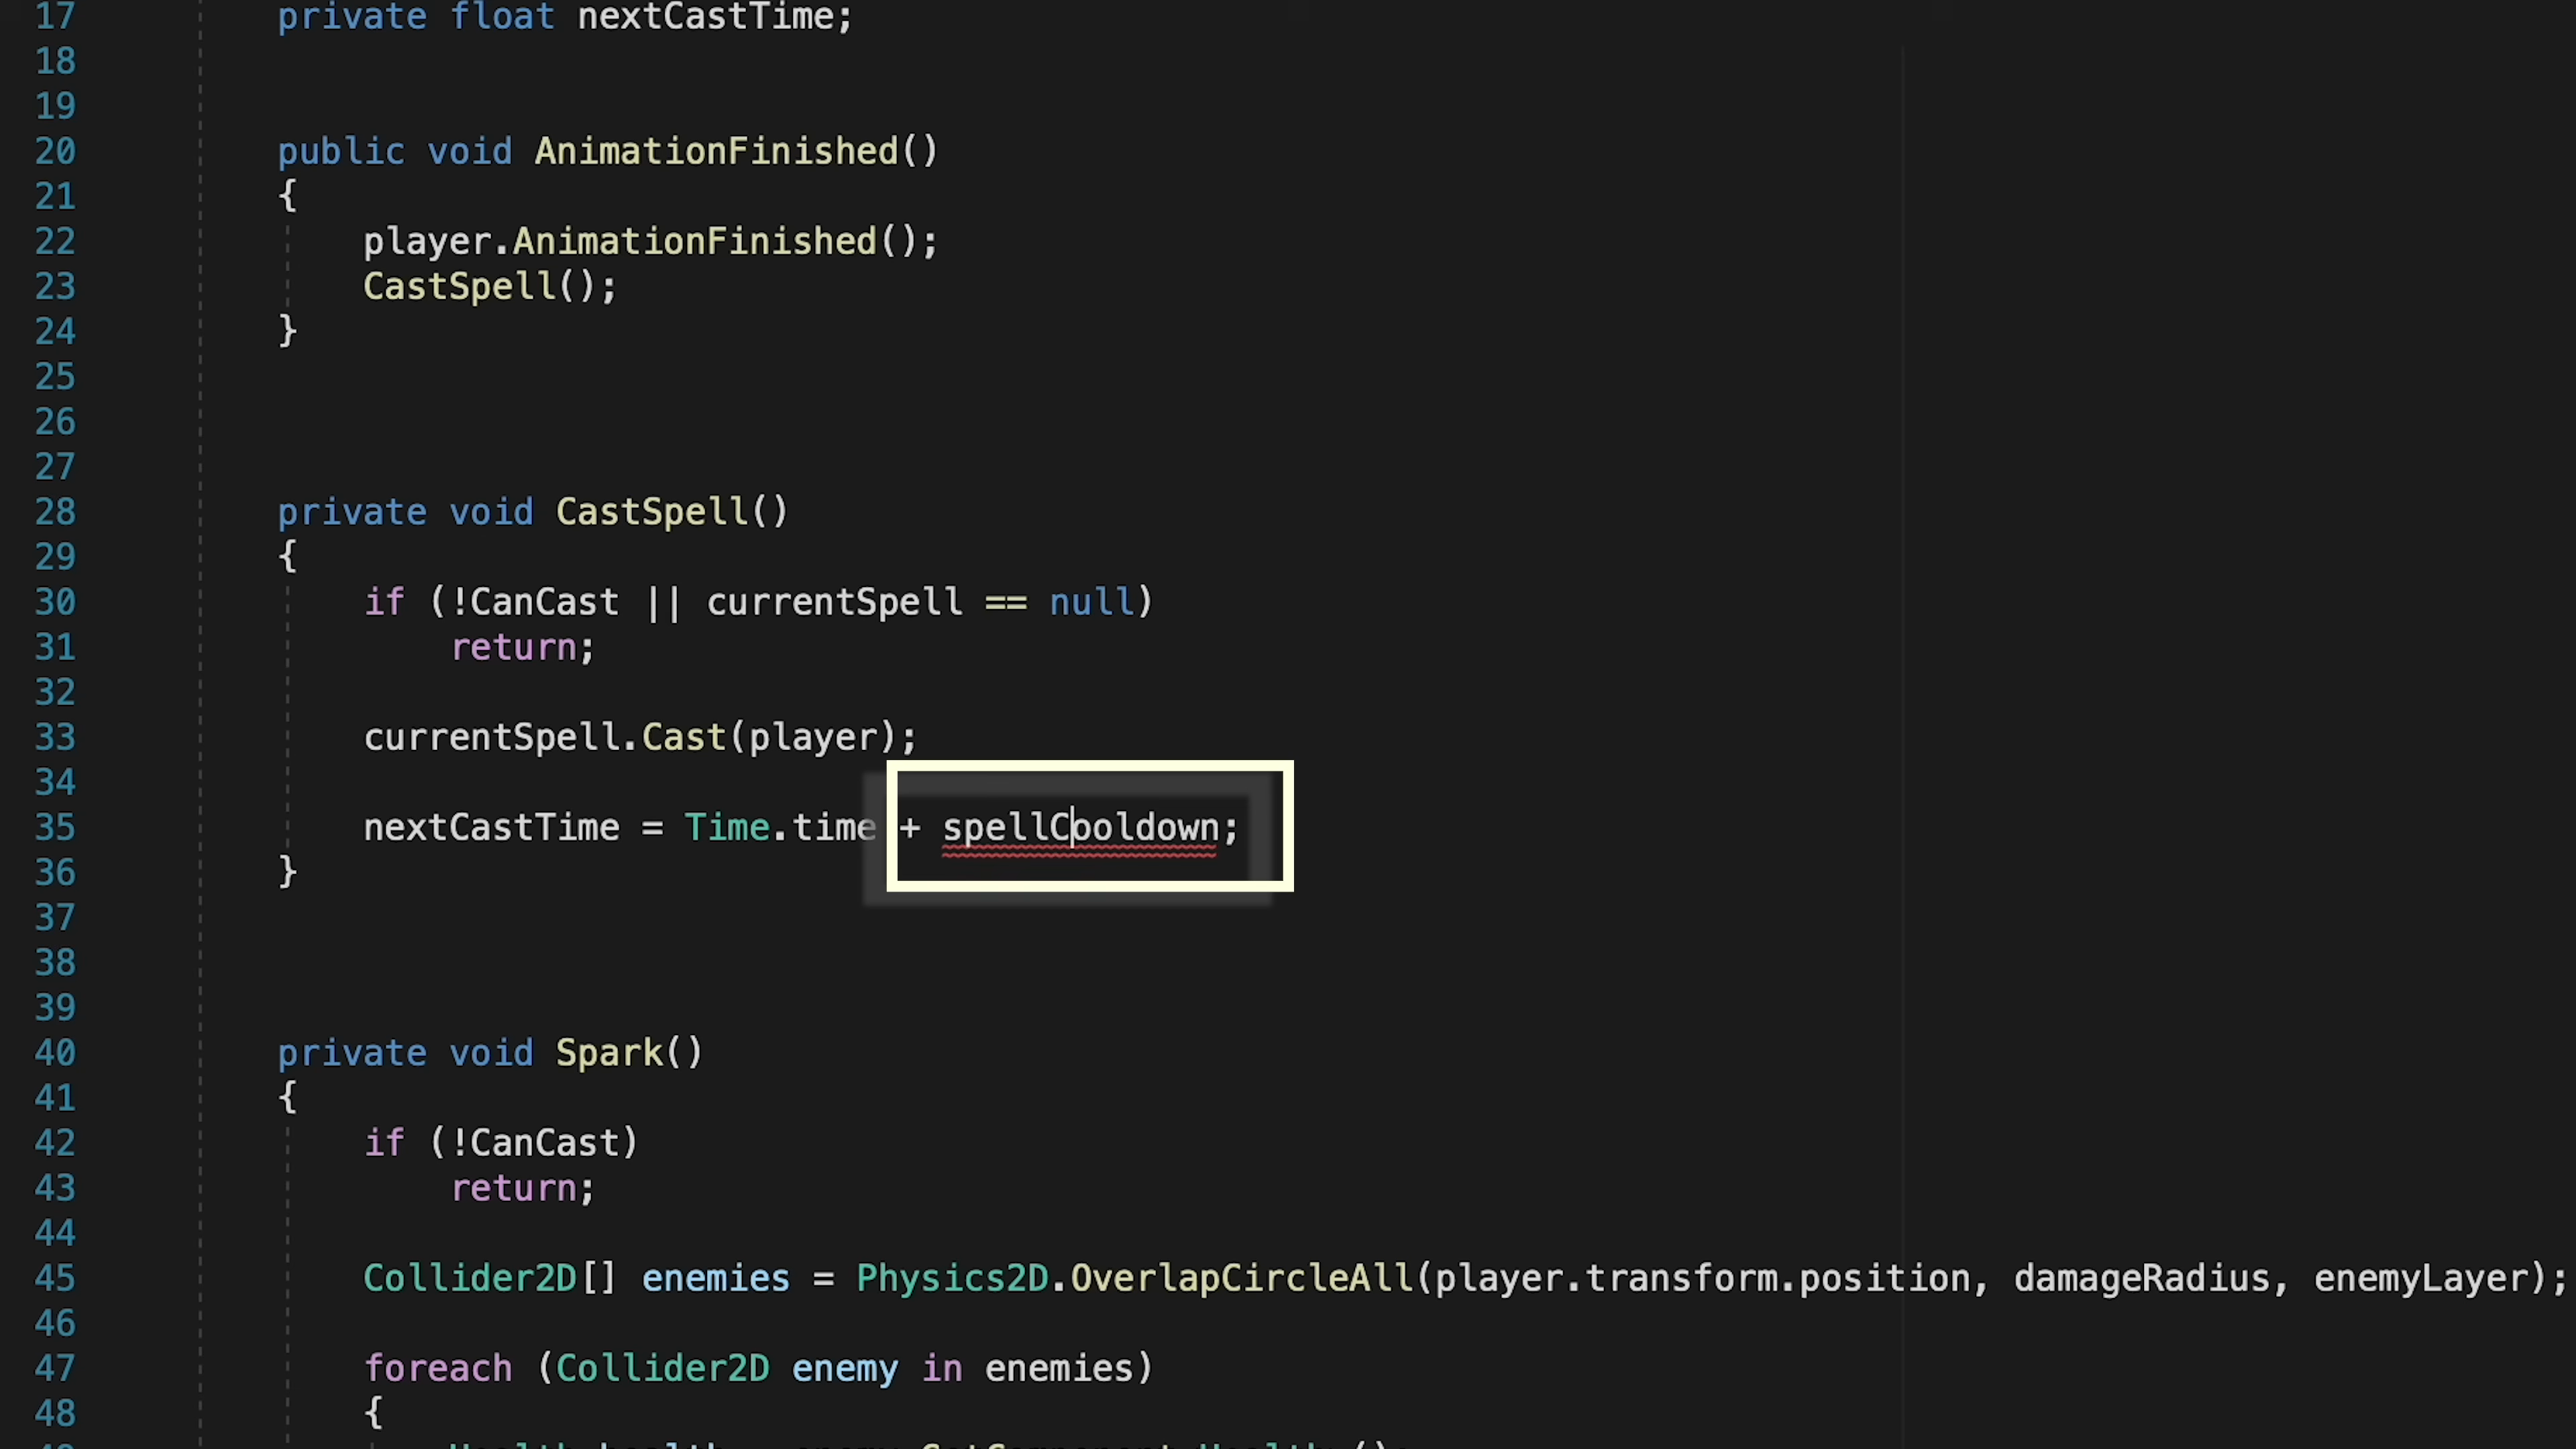 17 private float nextCastTime;
18
19
20 public void AnimationFinished()
21 {
22 player.AnimationFinished();
23 CastSpell();
24 }
25
26
27
28 private void CastSpell()
29 {
30 if (!CanCast || currentSpell == null)
31 return;
32
33 currentSpell.Cast(player);
34
35 nextCastTime = Time.time + spellCooldown;
36 }
37
38
39
40 private void Spark()
41 {
42 if (!CanCast)
43 return;
44
45 Collider2D[] enemies = Physics2D.OverlapCircleAll(player.transform.position, damageRadius, enemyLayer);
46
47 foreach (Collider2D enemy in enemies)
48 {